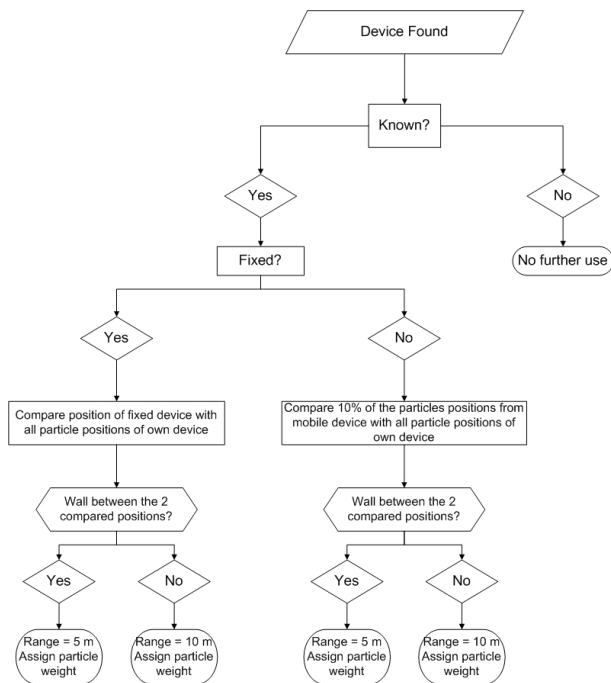 Device Found
Known?
Yes
No
Fixed?
No further use
Yes
No
Compare position of fixed device with
all particle positions of own device
Compare 10% of the particles positions from
mobile device with all particle positions of
own device
Wall between the 2
compared positions?
Wall between the 2
compared positions?
Yes
No
Yes
No
Range = 5 m
Assign particle
weight
Range = 10 m
Assign particle
weight
Range = 5 m
Assign particle
weight
Range = 10 m
Assign particle
weight